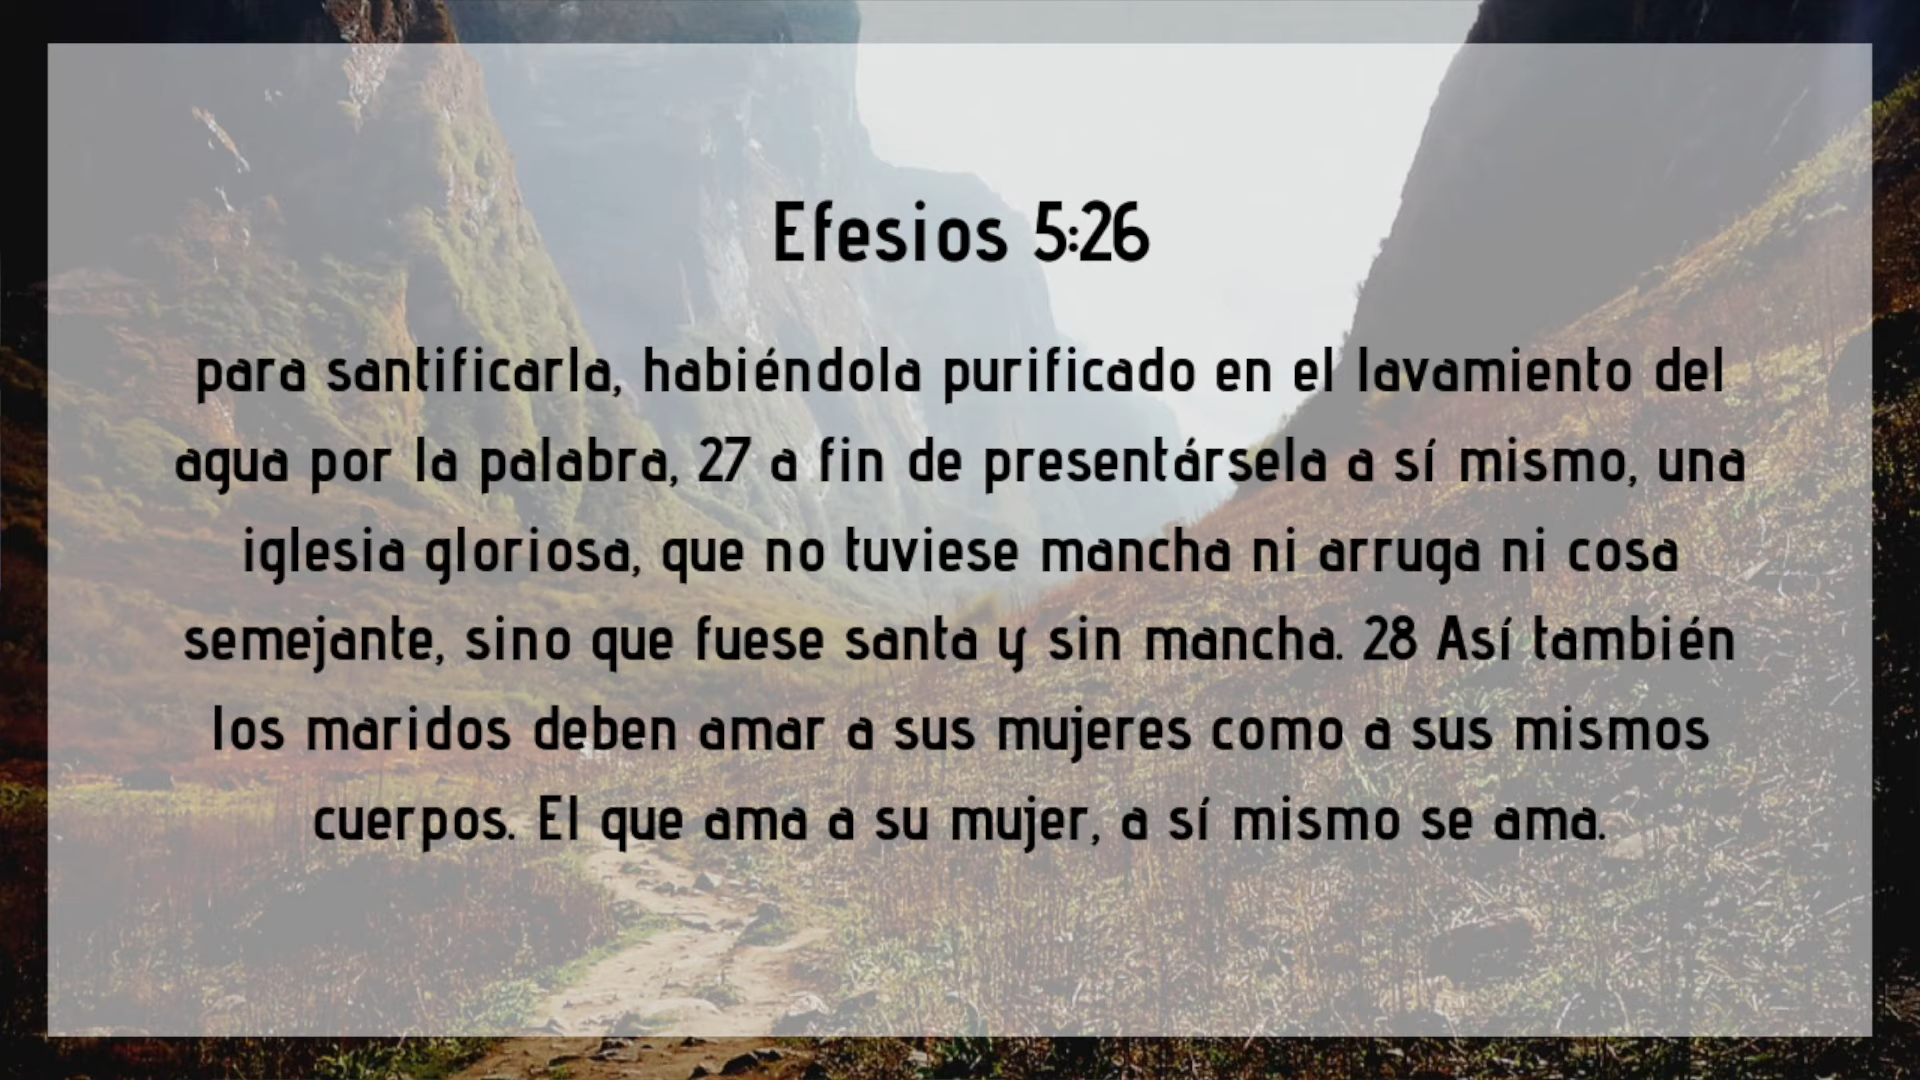 Efesios 5:26
para santificarla, habiéndola purificado en el lavamiento del
agua por la palabra, 27 a fin de presentársela a sí mismo, una
iglesia gloriosa, que no tuviese mancha ni arruga ni cosa
semejante, sino que fuese santa y sin mancha. 28 Así también
los maridos deben amar a sus mujeres como a sus mismos
cuerpos. El que ama a su mujer, a sí mismo se ama.